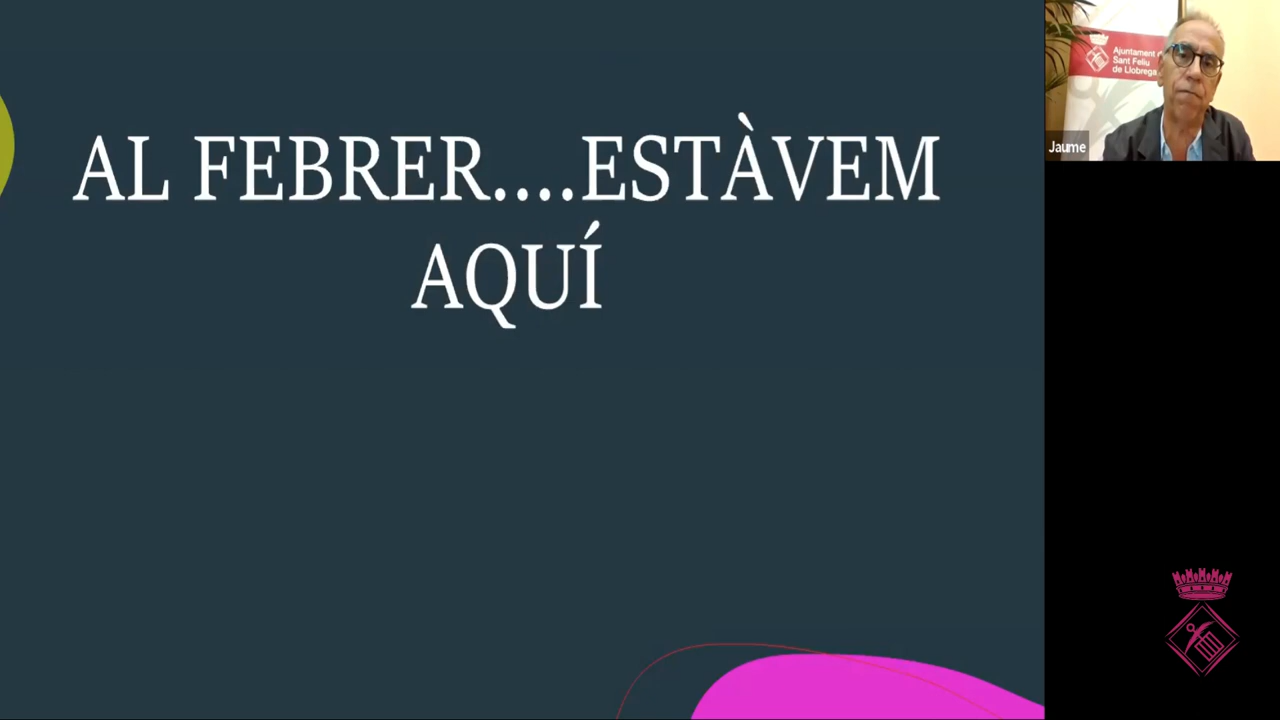 AL FEBRER....ESTÀVEM
AQUÍ
Ajuntament
Sant Feliu
de Llobrega
Jaume